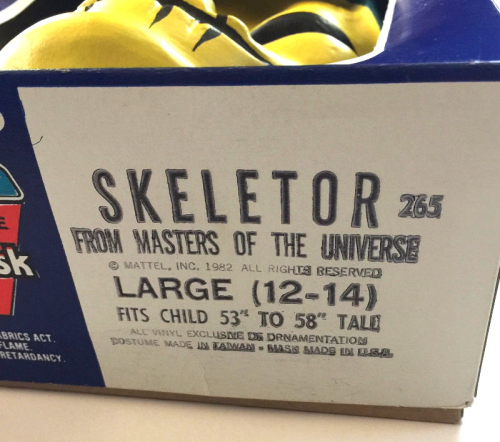 SKELETOR 265
FROM MASTERS OF THE UNIVERSE
© MATTEL, INC. 1982 ALL RIGHTS RESERVED
LARGE (12-14)
FITS CHILD 53" TO 58" TALL
ALL VINYL EXCLUSIVE OF ORNAMENTATION
COSTUME MADE IN TAIWAN - MASK MADE IN U.S.A.
sk
ABRICS ACT.
FLAME
RETARDANCY.